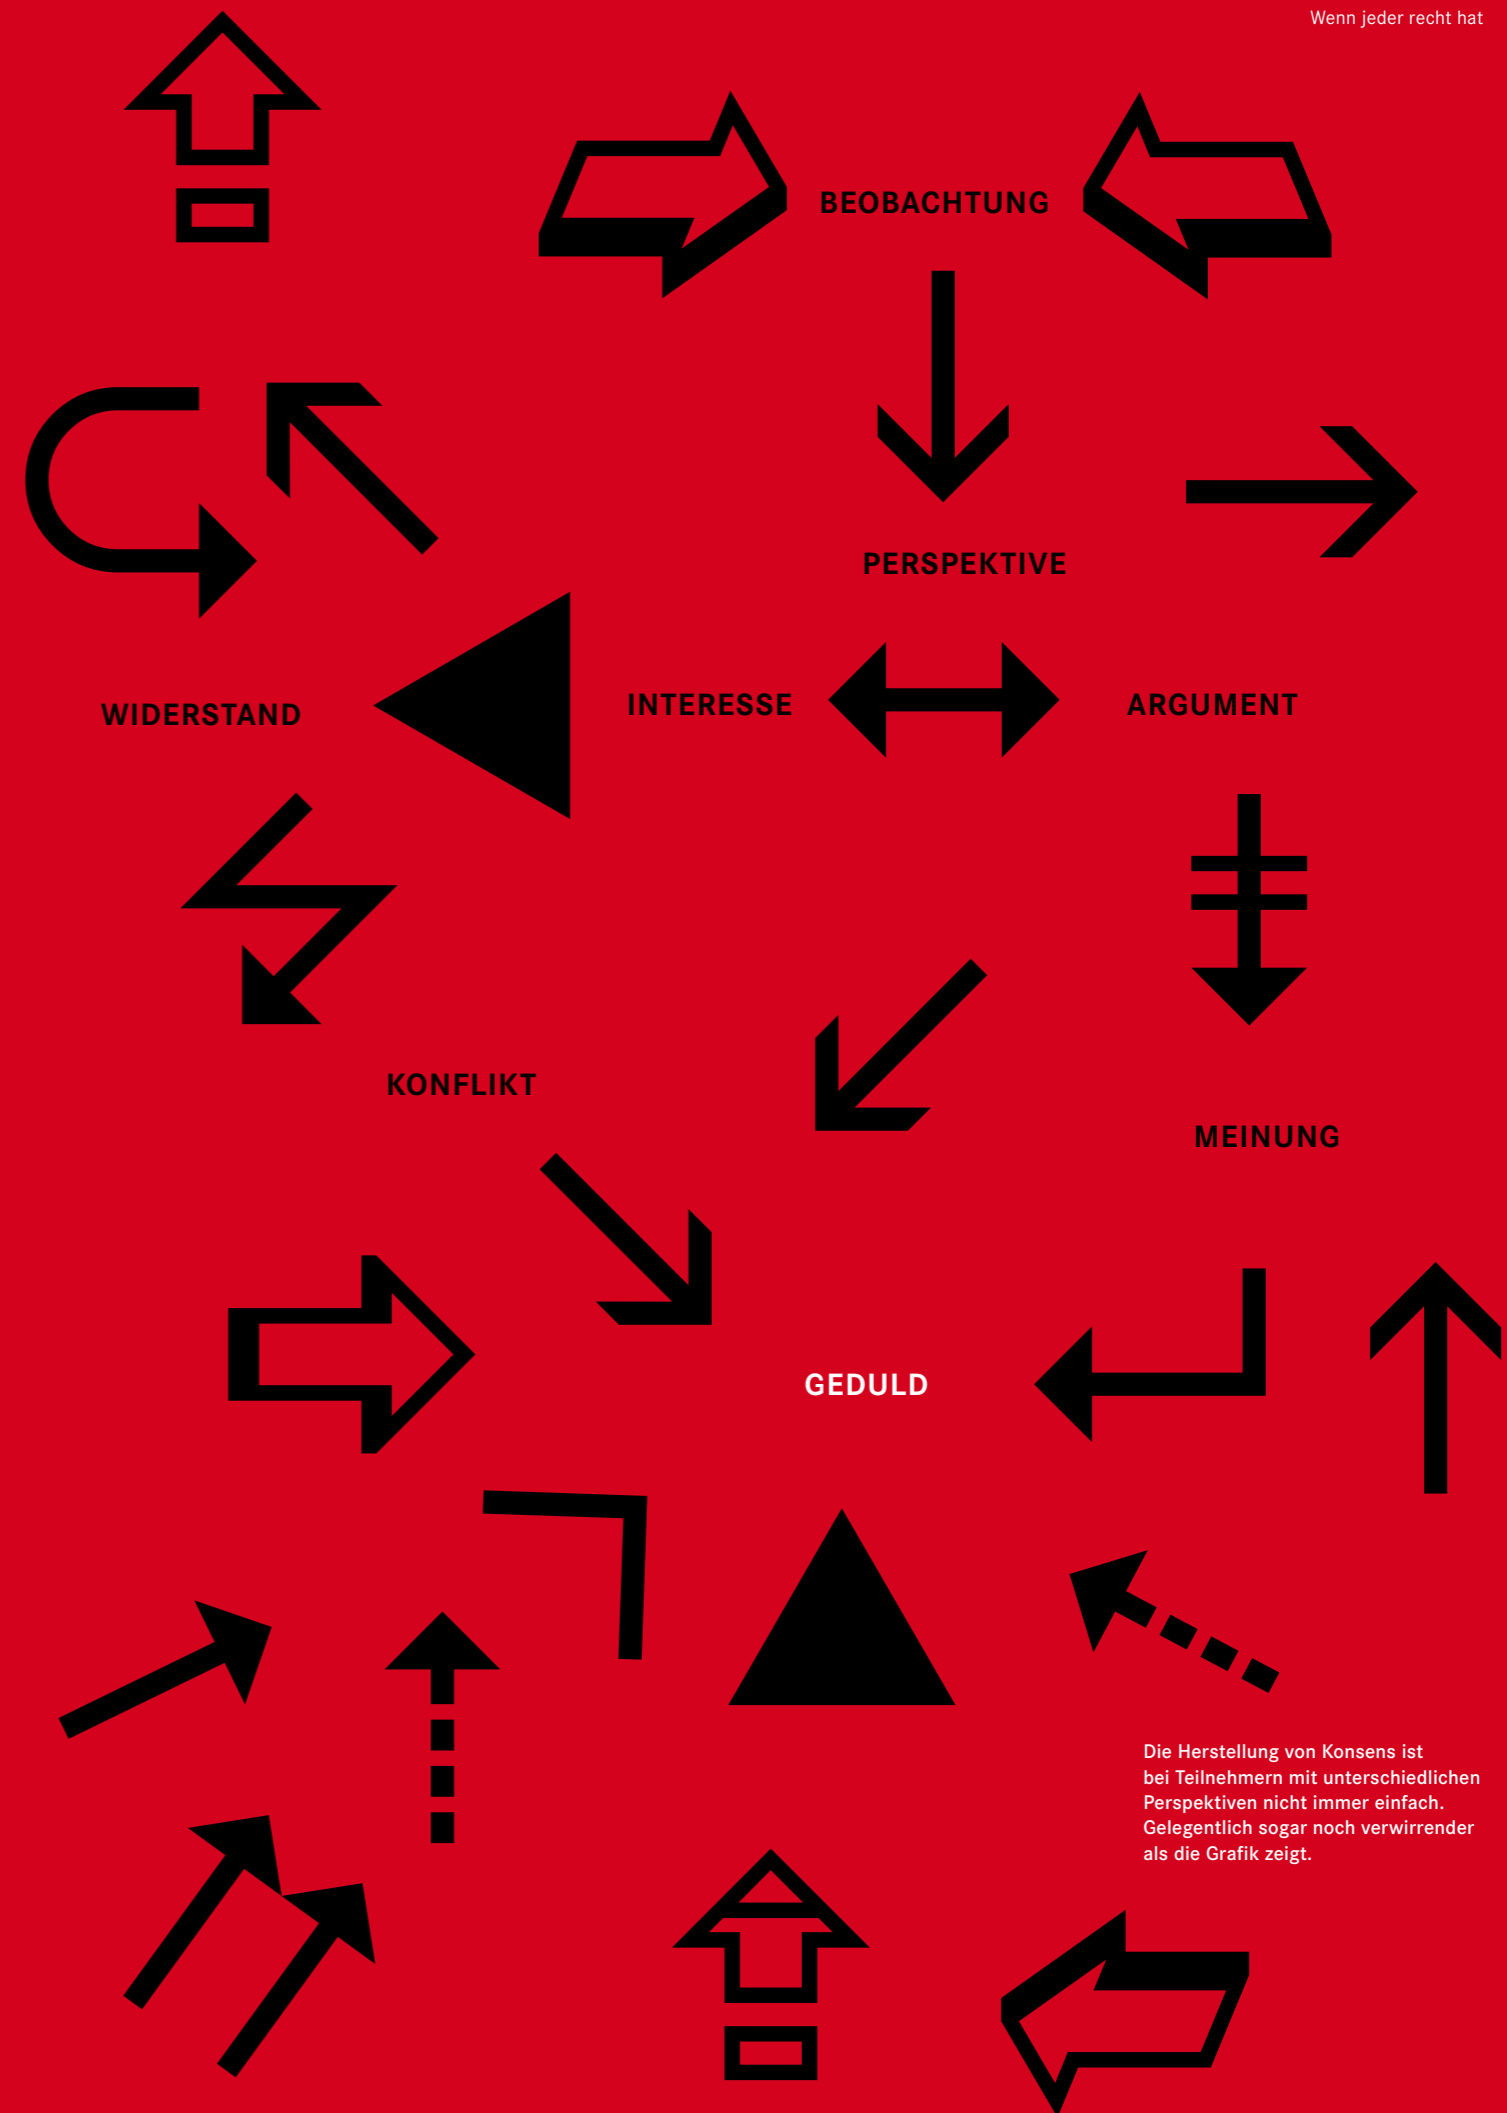 Wenn jeder recht hat
BEOBACHTUNG
PERSPEKTIVE
WIDERSTAND
INTERESSE
ARGUMENT
KONFLIKT
MEINUNG
GEDULD
Die Herstellung von Konsens ist
bei Teilnehmern mit unterschiedlichen
Perspektiven nicht immer einfach.
Gelegentlich sogar noch verwirrender
als die Grafik zeigt.